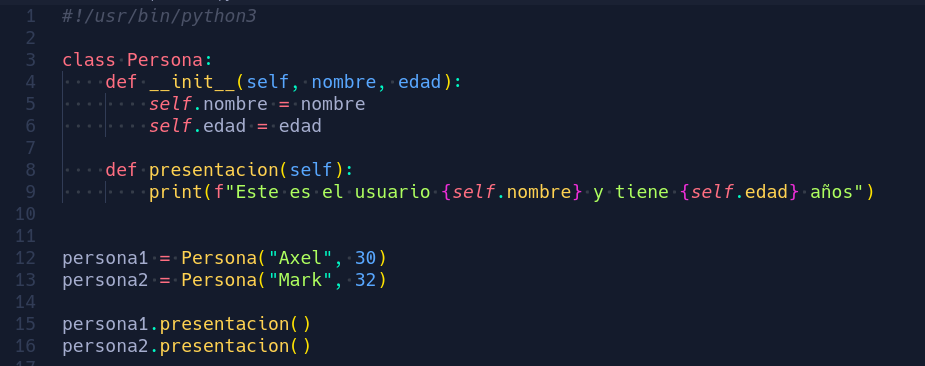 1 #!/usr/bin/python3
2
3 class Persona:
4     def __init__(self, nombre, edad):
5         self.nombre = nombre
6         self.edad = edad
7
8     def presentacion(self):
9         print(f"Este es el usuario {self.nombre} y tiene {self.edad} años")
10
11
12 persona1 = Persona("Axel", 30)
13 persona2 = Persona("Mark", 32)
14
15 persona1.presentacion()
16 persona2.presentacion()
17